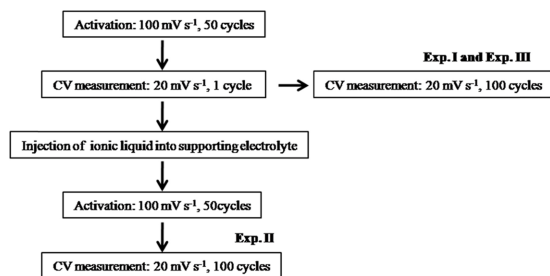 Activation: 100 mV s⁻¹, 50 cycles
Exp. I and Exp. III
CV measurement: 20 mV s⁻¹, 1 cycle
CV measurement: 20 mV s⁻¹, 100 cycles
Injection of ionic liquid into supporting electrolyte
Activation: 100 mV s⁻¹, 50cycles
Exp. II
CV measurement: 20 mV s⁻¹, 100 cycles